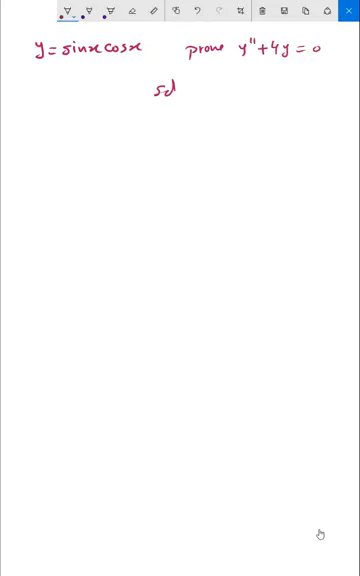 y = sinx cosx prove y" + 4y = 0
sol